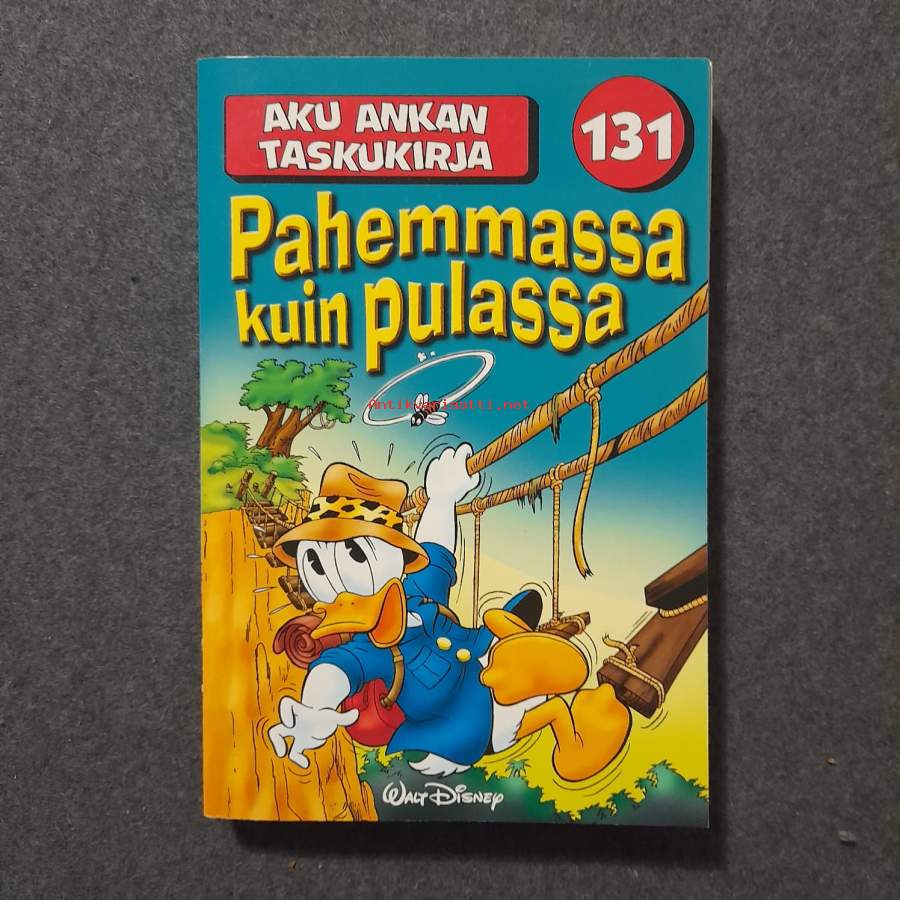 AKU ANKAN
TASKUKIRJA
131
Pahemmassa
kuin pulassa
Antikvariaatti.net
WALT DISNEY